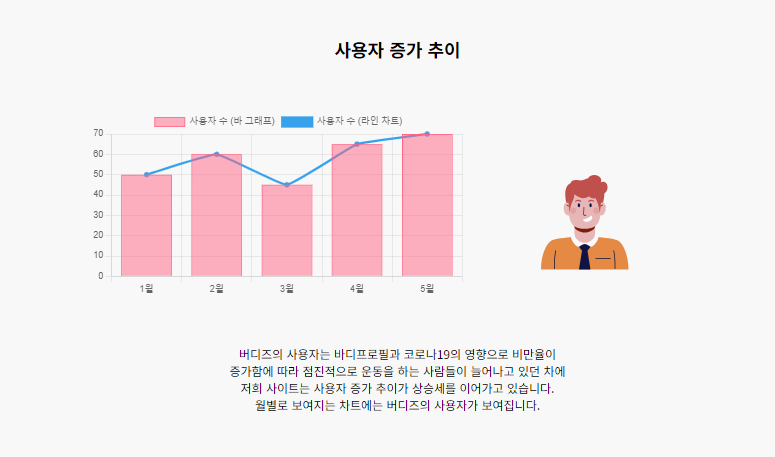 사용자 증가 추이
사용자 수 (바 그래프) 사용자 수 (라인 차트)
70
60
50
40
30
20
10
0
1월 2월 3월 4월 5월
버디즈의 사용자는 바디프로필과 코로나19의 영향으로 비만율이
증가함에 따라 점진적으로 운동을 하는 사람들이 늘어나고 있던 차에
저희 사이트는 사용자 증가 추이가 상승세를 이어가고 있습니다.
월별로 보여지는 차트에는 버디즈의 사용자가 보여집니다.